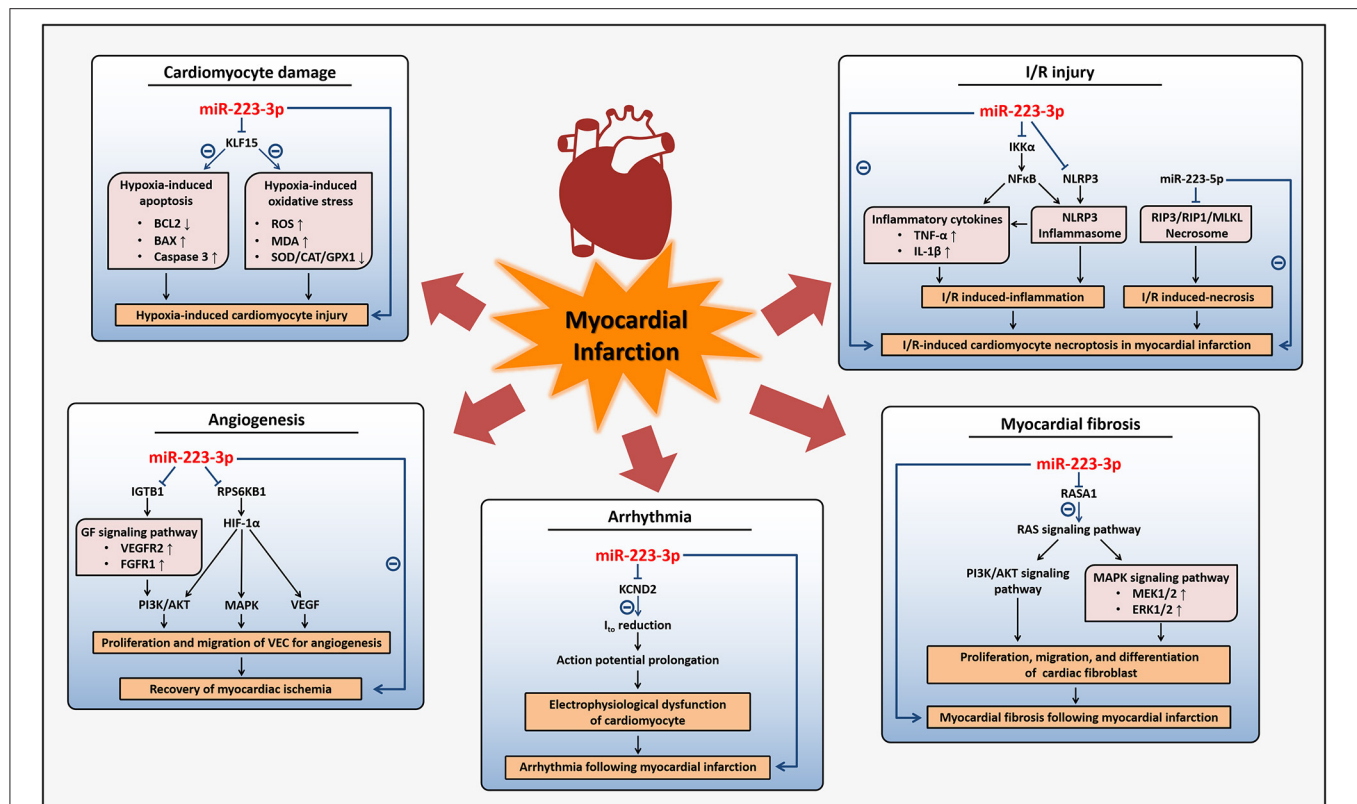 Cardiomyocyte damage
miR-223-3p
KLF15
⊖ ⊖
Hypoxia-induced
apoptosis
• BCL2 ↓
• BAX ↑
• Caspase 3 ↑
Hypoxia-induced
oxidative stress
• ROS ↑
• MDA ↑
• SOD/CAT/GPX1 ↓
Hypoxia-induced cardiomyocyte injury
I/R injury
miR-223-3p
IKKα
⊖
NFκB NLRP3
miR-223-5p
Inflammatory cytokines
• TNF-α ↑
• IL-1β ↑
NLRP3
Inflammasome
RIP3/RIP1/MLKL
Necrosome
⊖
I/R induced-inflammation
I/R induced-necrosis
I/R-induced cardiomyocyte necroptosis in myocardial infarction
Myocardial
Infarction
Angiogenesis
miR-223-3p
IGTB1 RPS6KB1
HIF-1α
GF signaling pathway
• VEGFR2 ↑
• FGFR1 ↑
⊖
PI3K/AKT MAPK VEGF
Proliferation and migration of VEC for angiogenesis
Recovery of myocardiac ischemia
Arrhythmia
miR-223-3p
KCND2
⊖
Ito reduction
Action potential prolongation
Electrophysiological dysfunction
of cardiomyocyte
Arrhythmia following myocardial infarction
Myocardial fibrosis
miR-223-3p
RASA1
⊖
RAS signaling pathway
PI3K/AKT signaling
pathway
MAPK signaling pathway
• MEK1/2 ↑
• ERK1/2 ↑
Proliferation, migration, and differentiation
of cardiac fibroblast
Myocardial fibrosis following myocardial infarction